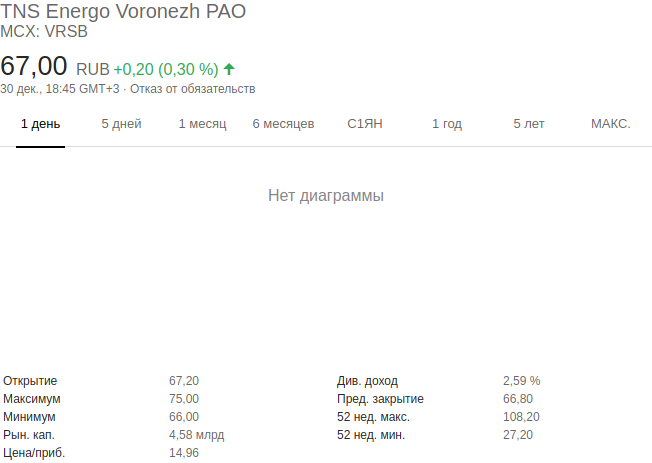 TNS Energo Voronezh PAO
MCX: VRSB
67,00 RUB +0,20 (0,30 %)
30 дек., 18:45 GMT+3 · Отказ от обязательств
1 день 5 дней 1 месяц 6 месяцев С1ЯН 1 год 5 лет МАКС.
Нет диаграммы
Открытие 67,20 Див. доход 2,59 %
Максимум 75,00 Пред. закрытие 66,80
Минимум 66,00 52 нед. макс. 108,20
Рын. кап. 4,58 млрд 52 нед. мин. 27,20
Цена/приб. 14,96